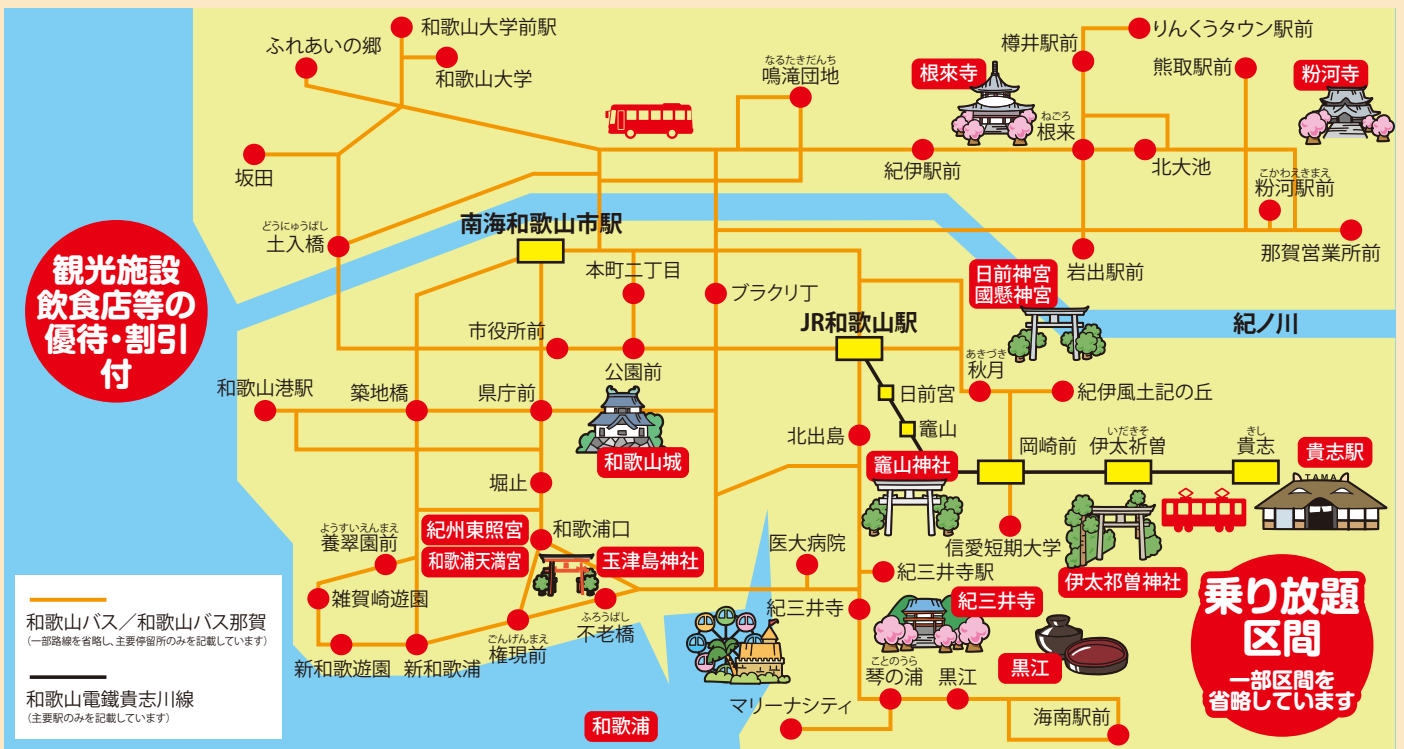 和歌山大学前駅
ふれあいの郷
和歌山大学
なるたきだんち
鳴滝団地
根來寺
樽井駅前
りんくうタウン駅前
熊取駅前
粉河寺
ねごろ
根来
坂田
紀伊駅前
北大池
こかわえきまえ
粉河駅前
どうにゅうばし
土入橋
南海和歌山市駅
本町二丁目
ブラクリ丁
日前神宮
國懸神宮
岩出駅前
那賀営業所前
観光施設
飲食店等の
優待・割引
付
市役所前
公園前
JR和歌山駅
紀ノ川
あきづき
秋月
紀伊風土記の丘
和歌山港駅
築地橋
県庁前
日前宮
竈山
北出島
和歌山城
岡崎前
いだきそ
伊太祈曽
きし
貴志
貴志駅
TAMA
竈山神社
堀止
紀州東照宮
和歌浦口
和歌浦天満宮
玉津島神社
ようすいえんまえ
養翠園前
医大病院
信愛短期大学
伊太祁曽神社
紀三井寺駅
雑賀崎遊園
紀三井寺
紀三井寺
ふろうばし
不老橋
ごんげんまえ
権現前
新和歌遊園
新和歌浦
ことのうら
琴の浦
黒江
黒江
マリーナシティ
海南駅前
和歌浦
乗り放題
区間
一部区間を
省略しています
和歌山バス／和歌山バス那賀
（一部路線を省略し、主要停留所のみを記載しています）
和歌山電鐵貴志川線
（主要駅のみを記載しています）